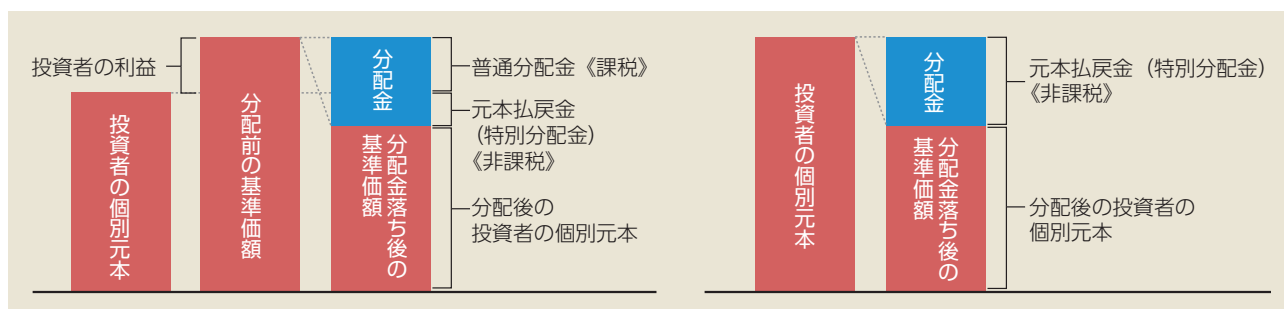 投資者の利益
投資者の個別元本
分配前の基準価額
分配金
分配金落ち後の
基準価額
普通分配金《課税》
元本払戻金
(特別分配金)
《非課税》
分配後の
投資者の個別元本
投資者の個別元本
分配金
分配金落ち後の
基準価額
元本払戻金（特別分配金）
《非課税》
分配後の投資者の
個別元本